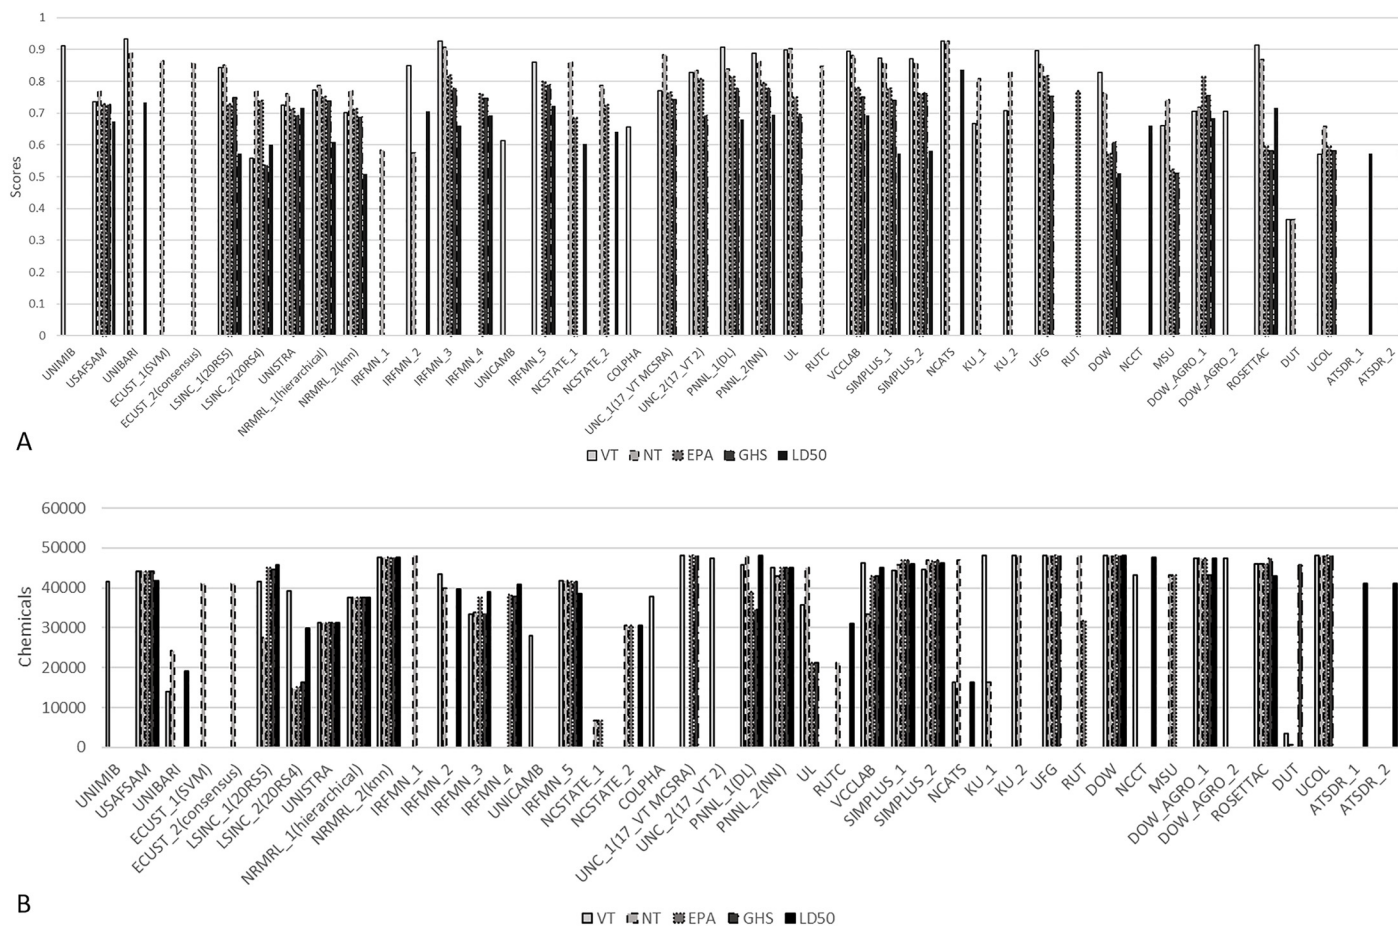 1
0.9
0.8
0.7
0.6
0.5
0.4
0.3
0.2
0.1
0
Scores
UNIMIB
USAFSAM
UNIBARI
ECUST_1(SVM)
ECUST_2(consensus)
LSINC_1(20RS5)
LSINC_2(20RS4)
UNISTRA
NRMRL_1(hierarchical)
NRMRL_2(knn)
IRFMN_1
IRFMN_2
IRFMN_3
IRFMN_4
UNICAMB
IRFMN_5
NCSTATE_1
NCSTATE_2
COLPHA
UNC_1(17_VT MCSRA)
UNC_2(17_VT 2)
PNNL_1(DL)
PNNL_2(NN)
UL
RUTC
VCCLAB
SIMPLUS_1
SIMPLUS_2
NCATS
KU_1
KU_2
UFG
RUT
DOW
NCCT
MSU
DOW_AGRO_1
DOW_AGRO_2
ROSETTAC
DUT
UCOL
ATSDR_1
ATSDR_2
A
VT NT EPA GHS LD50
60000
50000
40000
30000
20000
10000
0
Chemicals
UNIMIB
USAFSAM
UNIBARI
ECUST_1(SVM)
ECUST_2(consensus)
LSINC_1(20RS5)
LSINC_2(20RS4)
UNISTRA
NRMRL_1(hierarchical)
NRMRL_2(knn)
IRFMN_1
IRFMN_2
IRFMN_3
IRFMN_4
UNICAMB
IRFMN_5
NCSTATE_1
NCSTATE_2
COLPHA
UNC_1(17_VT MCSRA)
UNC_2(17_VT 2)
PNNL_1(DL)
PNNL_2(NN)
UL
RUTC
VCCLAB
SIMPLUS_1
SIMPLUS_2
NCATS
KU_1
KU_2
UFG
RUT
DOW
NCCT
MSU
DOW_AGRO_1
DOW_AGRO_2
ROSETTAC
DUT
UCOL
ATSDR_1
ATSDR_2
B
VT NT EPA GHS LD50